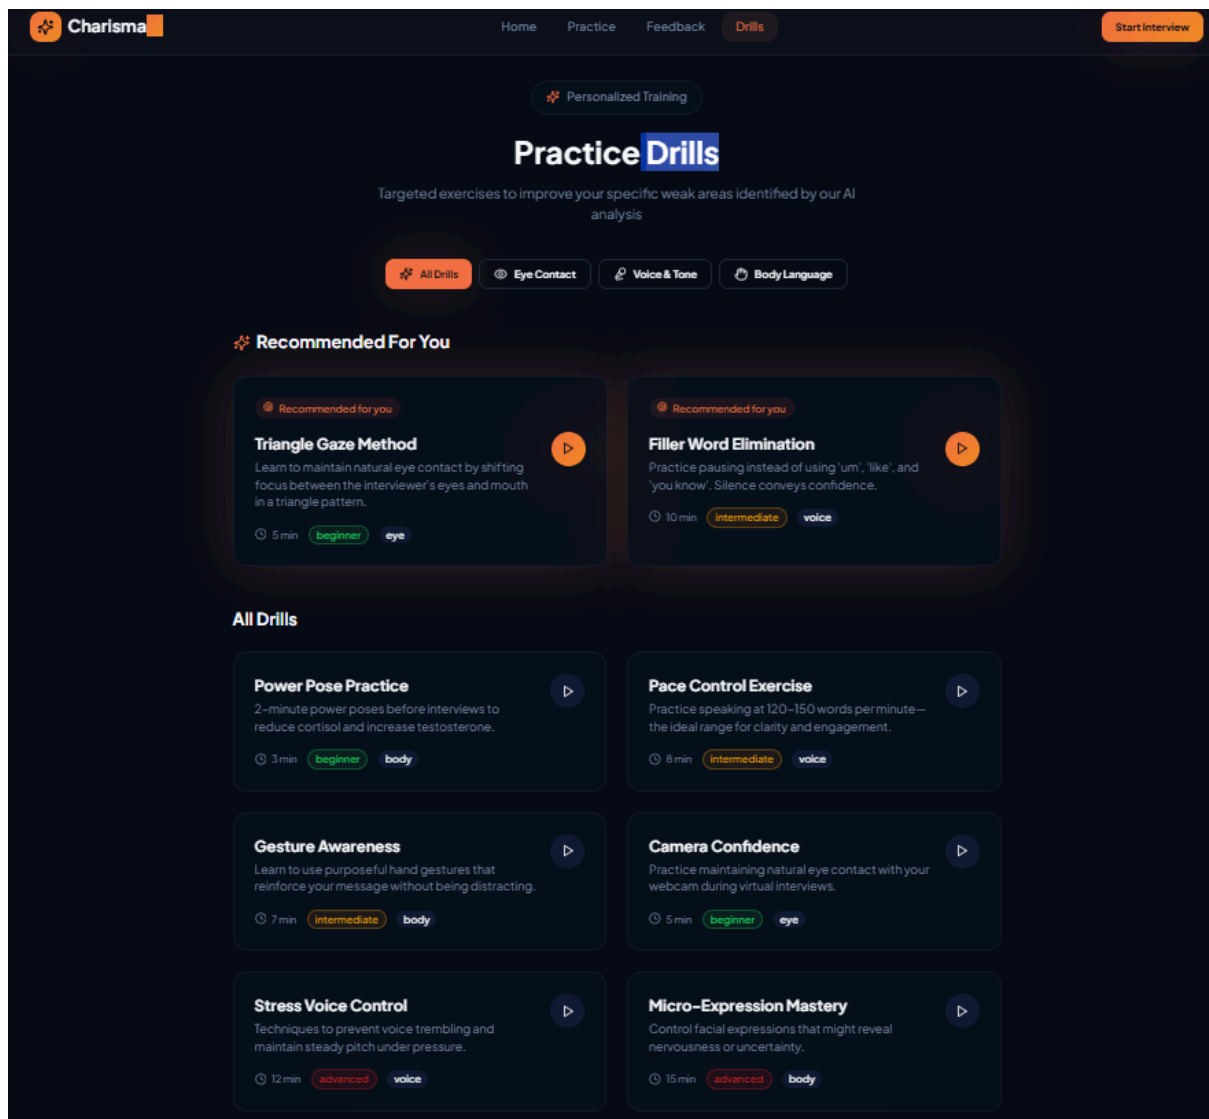 Charisma
Home Practice Feedback Drills
Start Interview
Personalized Training
Practice Drills
Targeted exercises to improve your specific weak areas identified by our AI
analysis
All Drills Eye Contact Voice & Tone Body Language
Recommended For You
Recommended for you
Triangle Gaze Method
Learn to maintain natural eye contact by shifting
focus between the interviewer's eyes and mouth
in a triangle pattern.
5 min beginner eye
Recommended for you
Filler Word Elimination
Practice pausing instead of using 'um', 'like', and
'you know'. Silence conveys confidence.
10 min intermediate voice
All Drills
Power Pose Practice
2-minute power poses before interviews to
reduce cortisol and increase testosterone.
3 min beginner body
Pace Control Exercise
Practice speaking at 120-150 words per minute—
the ideal range for clarity and engagement.
8 min intermediate voice
Gesture Awareness
Learn to use purposeful hand gestures that
reinforce your message without being distracting.
7 min intermediate body
Camera Confidence
Practice maintaining natural eye contact with your
webcam during virtual interviews.
5 min beginner eye
Stress Voice Control
Techniques to prevent voice trembling and
maintain steady pitch under pressure.
12 min advanced voice
Micro-Expression Mastery
Control facial expressions that might reveal
nervousness or uncertainty.
15 min advanced body